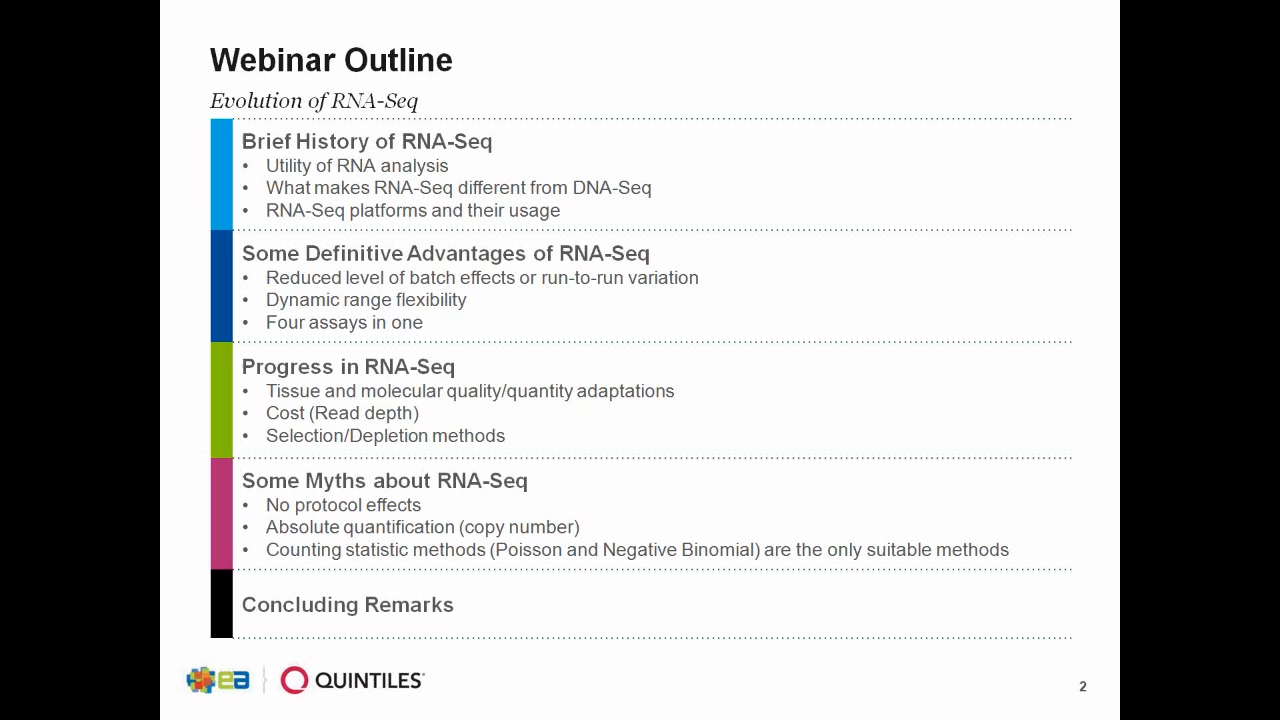 Webinar Outline
Evolution of RNA-Seq
Brief History of RNA-Seq
• Utility of RNA analysis
• What makes RNA-Seq different from DNA-Seq
• RNA-Seq platforms and their usage
Some Definitive Advantages of RNA-Seq
• Reduced level of batch effects or run-to-run variation
• Dynamic range flexibility
• Four assays in one
Progress in RNA-Seq
• Tissue and molecular quality/quantity adaptations
• Cost (Read depth)
• Selection/Depletion methods
Some Myths about RNA-Seq
• No protocol effects
• Absolute quantification (copy number)
• Counting statistic methods (Poisson and Negative Binomial) are the only suitable methods
Concluding Remarks
ea QUINTILES
2